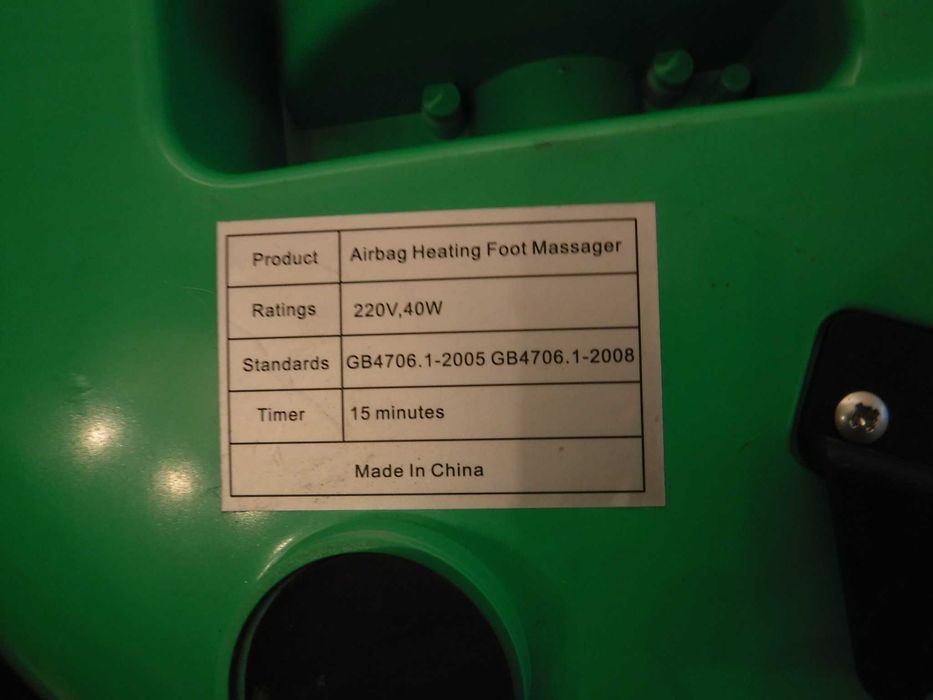 Product Airbag Heating Foot Massager
Ratings 220V,40W
Standards GB4706.1-2005 GB4706.1-2008
Timer 15 minutes
Made In China